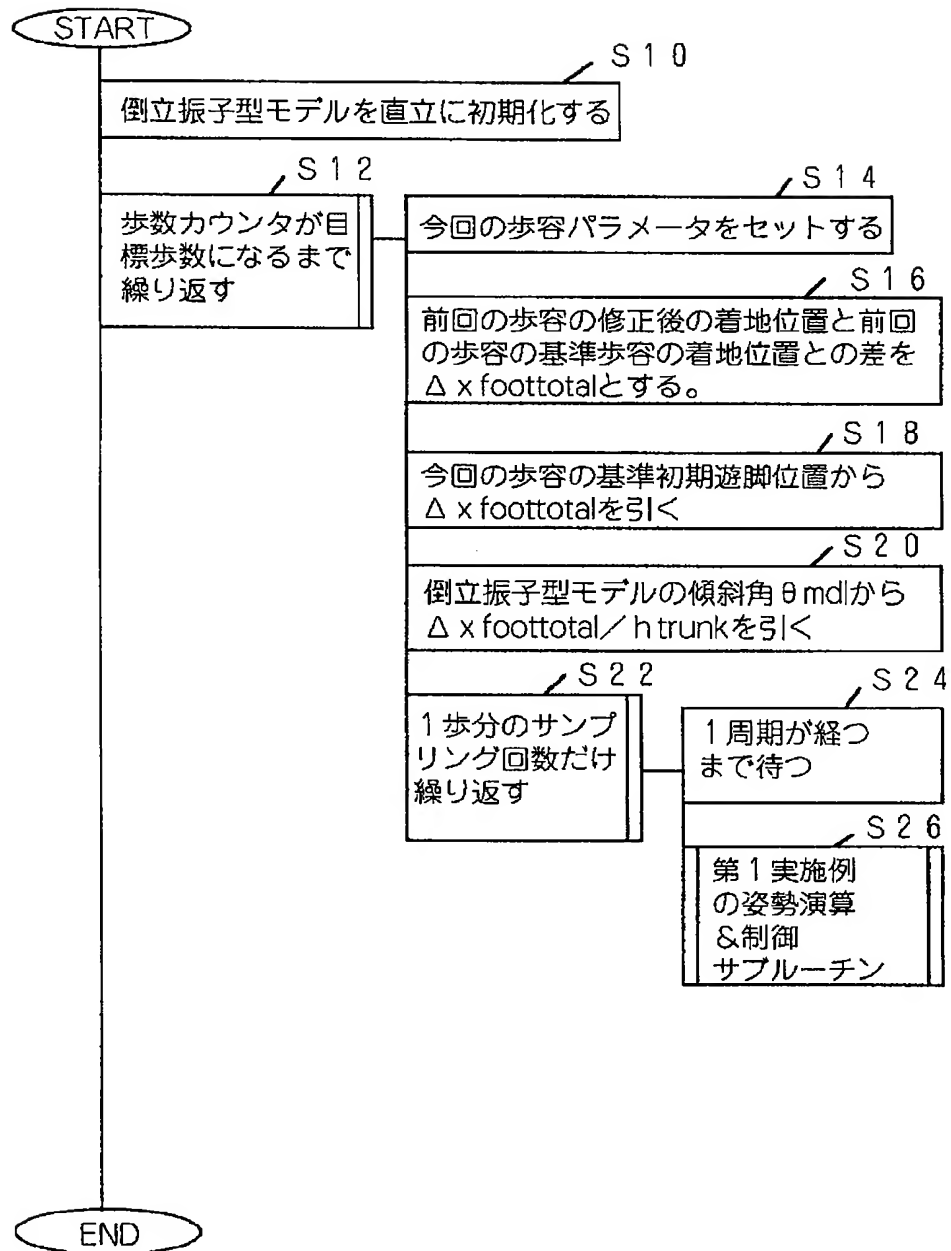 START
S10
倒立振子型モデルを直立に初期化する
S12
歩数カウンタが目
標歩数になるまで
繰り返す
S14
今回の歩容パラメータをセットする
S16
前回の歩容の修正後の着地位置と前回
の歩容の基準歩容の着地位置との差を
Δxfoottotalとする。
S18
今回の歩容の基準初期遊脚位置から
Δxfoottotalを引く
S20
倒立振子型モデルの傾斜角θmdlから
Δxfoottotal/htrunkを引く
S22
1歩分のサンプ
リング回数だけ
繰り返す
S24
1周期が経つ
まで待つ
S26
第1実施例
の姿勢演算
&制御
サブルーチン
END